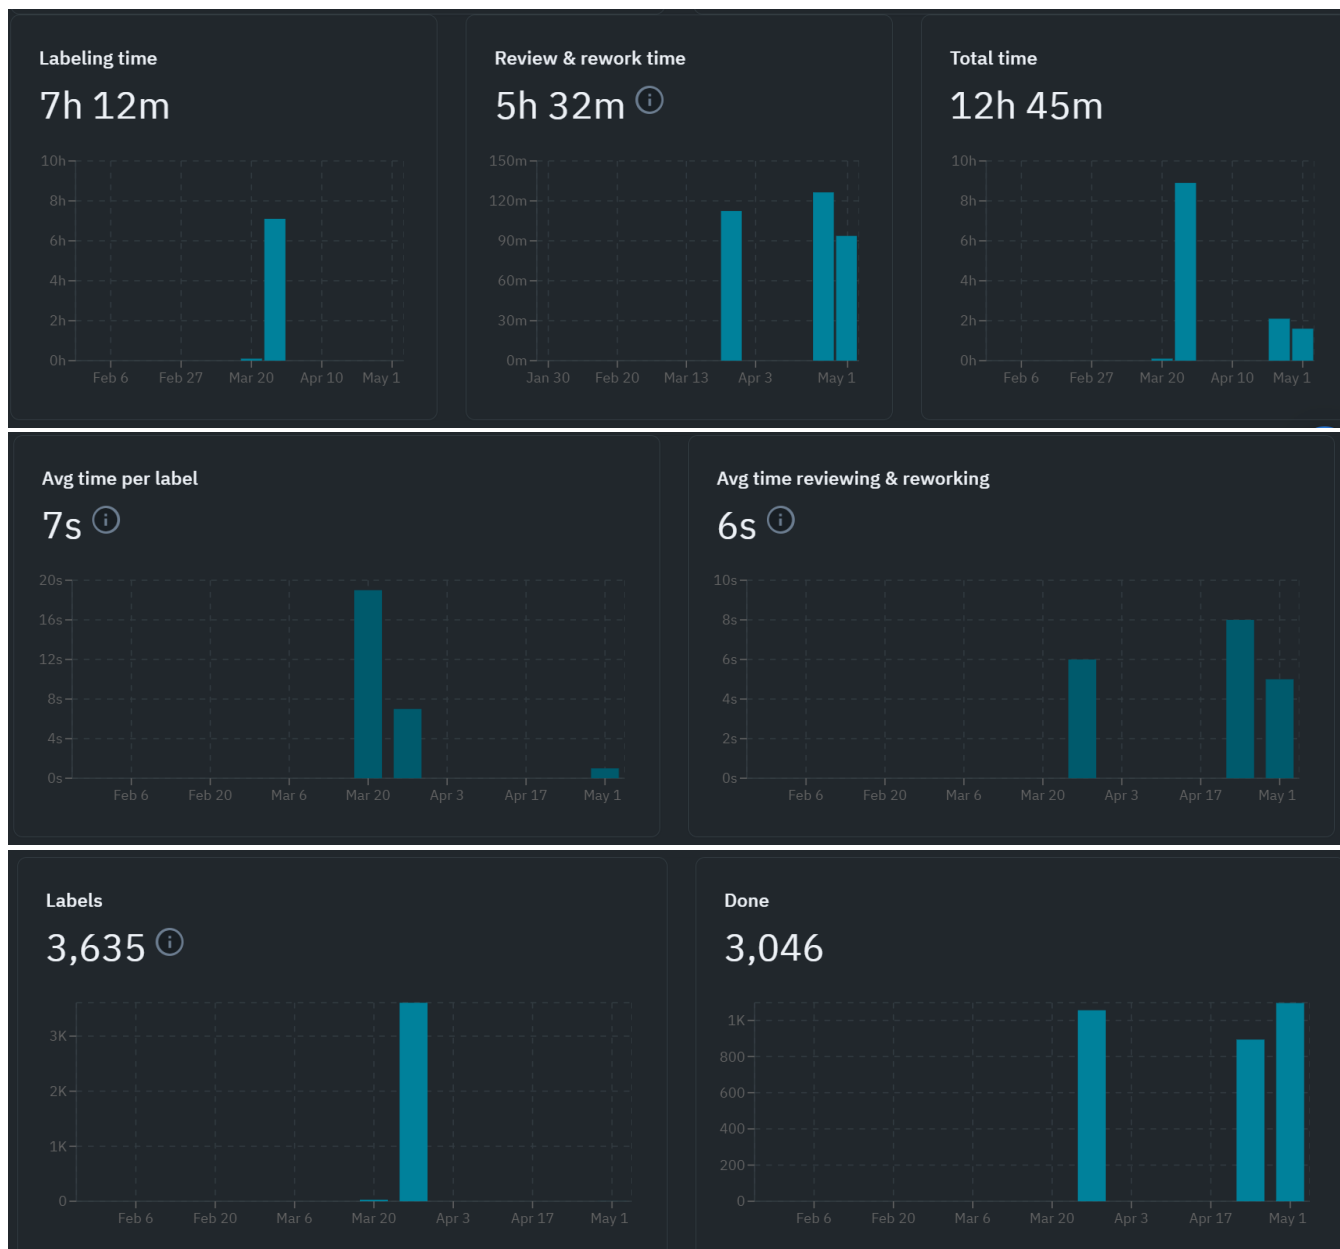 Labeling time
7h 12m
10h
8h
6h
4h
2h
0h
Feb 6 Feb 27 Mar 20 Apr 10 May 1
Review & rework time
5h 32m
150m
120m
90m
60m
30m
0m
Jan 30 Feb 20 Mar 13 Apr 3 May 1
Total time
12h 45m
10h
8h
6h
4h
2h
0h
Feb 6 Feb 27 Mar 20 Apr 10 May 1
Avg time per label
7s
20s
16s
12s
8s
4s
0s
Feb 6 Feb 20 Mar 6 Mar 20 Apr 3 Apr 17 May 1
Avg time reviewing & reworking
6s
10s
8s
6s
4s
2s
0s
Feb 6 Feb 20 Mar 6 Mar 20 Apr 3 Apr 17 May 1
Labels
3,635
3K
2K
1K
0
Feb 6 Feb 20 Mar 6 Mar 20 Apr 3 Apr 17 May 1
Done
3,046
1K
800
600
400
200
0
Feb 6 Feb 20 Mar 6 Mar 20 Apr 3 Apr 17 May 1